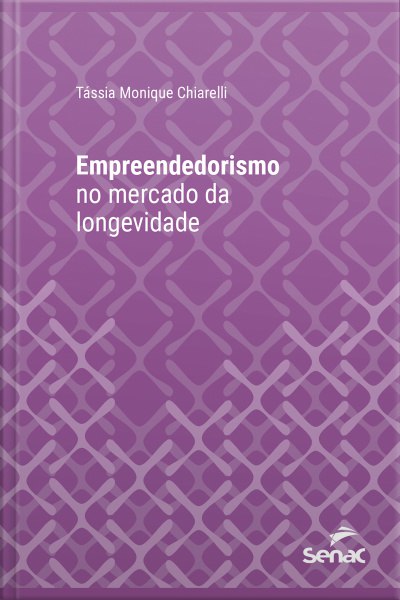 Tássia Monique Chiarelli
Empreendedorismo
no mercado da
longevidade
Senac